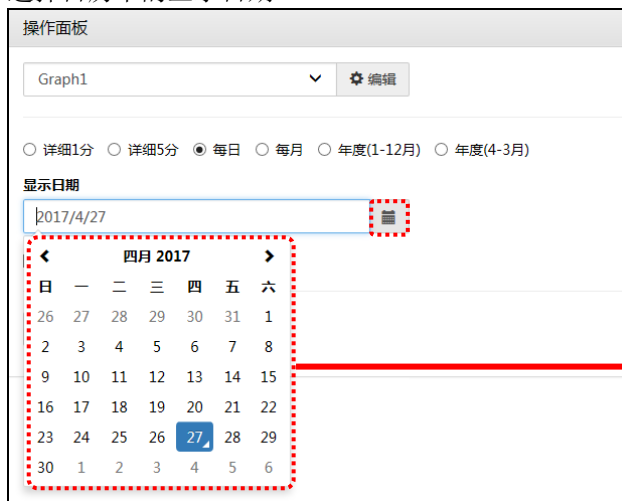 操作面板
Graph1 编辑
详细1分 详细5分 每日 每月 年度(1-12月) 年度(4-3月)
显示日期
2017/4/27
四月 2017
日 一 二 三 四 五 六
26 27 28 29 30 31 1
2 3 4 5 6 7 8
9 10 11 12 13 14 15
16 17 18 19 20 21 22
23 24 25 26 27 28 29
30 1 2 3 4 5 6